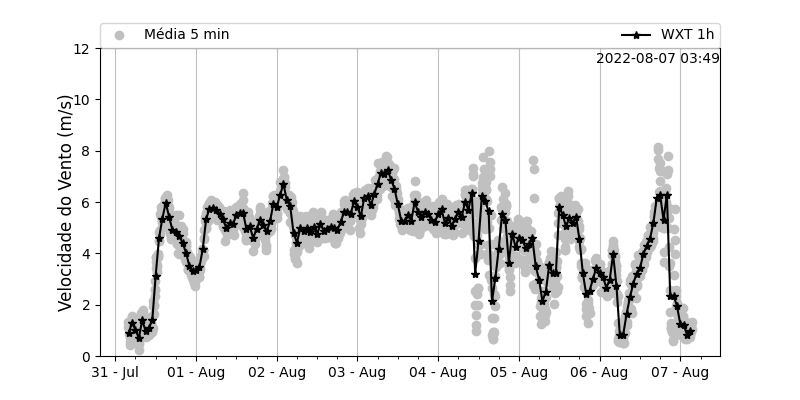 Média 5 min
WXT 1h
2022-08-07 03:49
Velocidade do Vento (m/s)
12
10
8
6
4
2
0
31 - Jul
01 - Aug
02 - Aug
03 - Aug
04 - Aug
05 - Aug
06 - Aug
07 - Aug